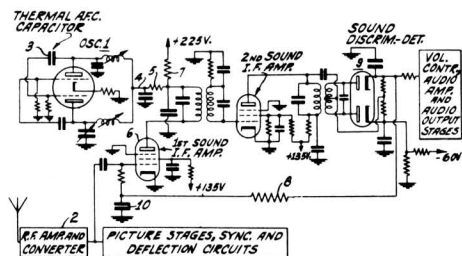 THERMAL A.F.C.
CAPACITOR
OSC.1
3
4
5
7
+225V.
2ND SOUND
I.F. AMP.
SOUND
DISCRIM.-DET.
9
VOL.
CONTR.,
AUDIO
AMP.
AND
AUDIO
OUTPUT
STAGES
6
1ST SOUND
I.F. AMP.
+135V
+135V
-60V
8
10
2
R.F. AMP. AND
CONVERTER
PICTURE STAGES, SYNC. AND
DEFLECTION CIRCUITS